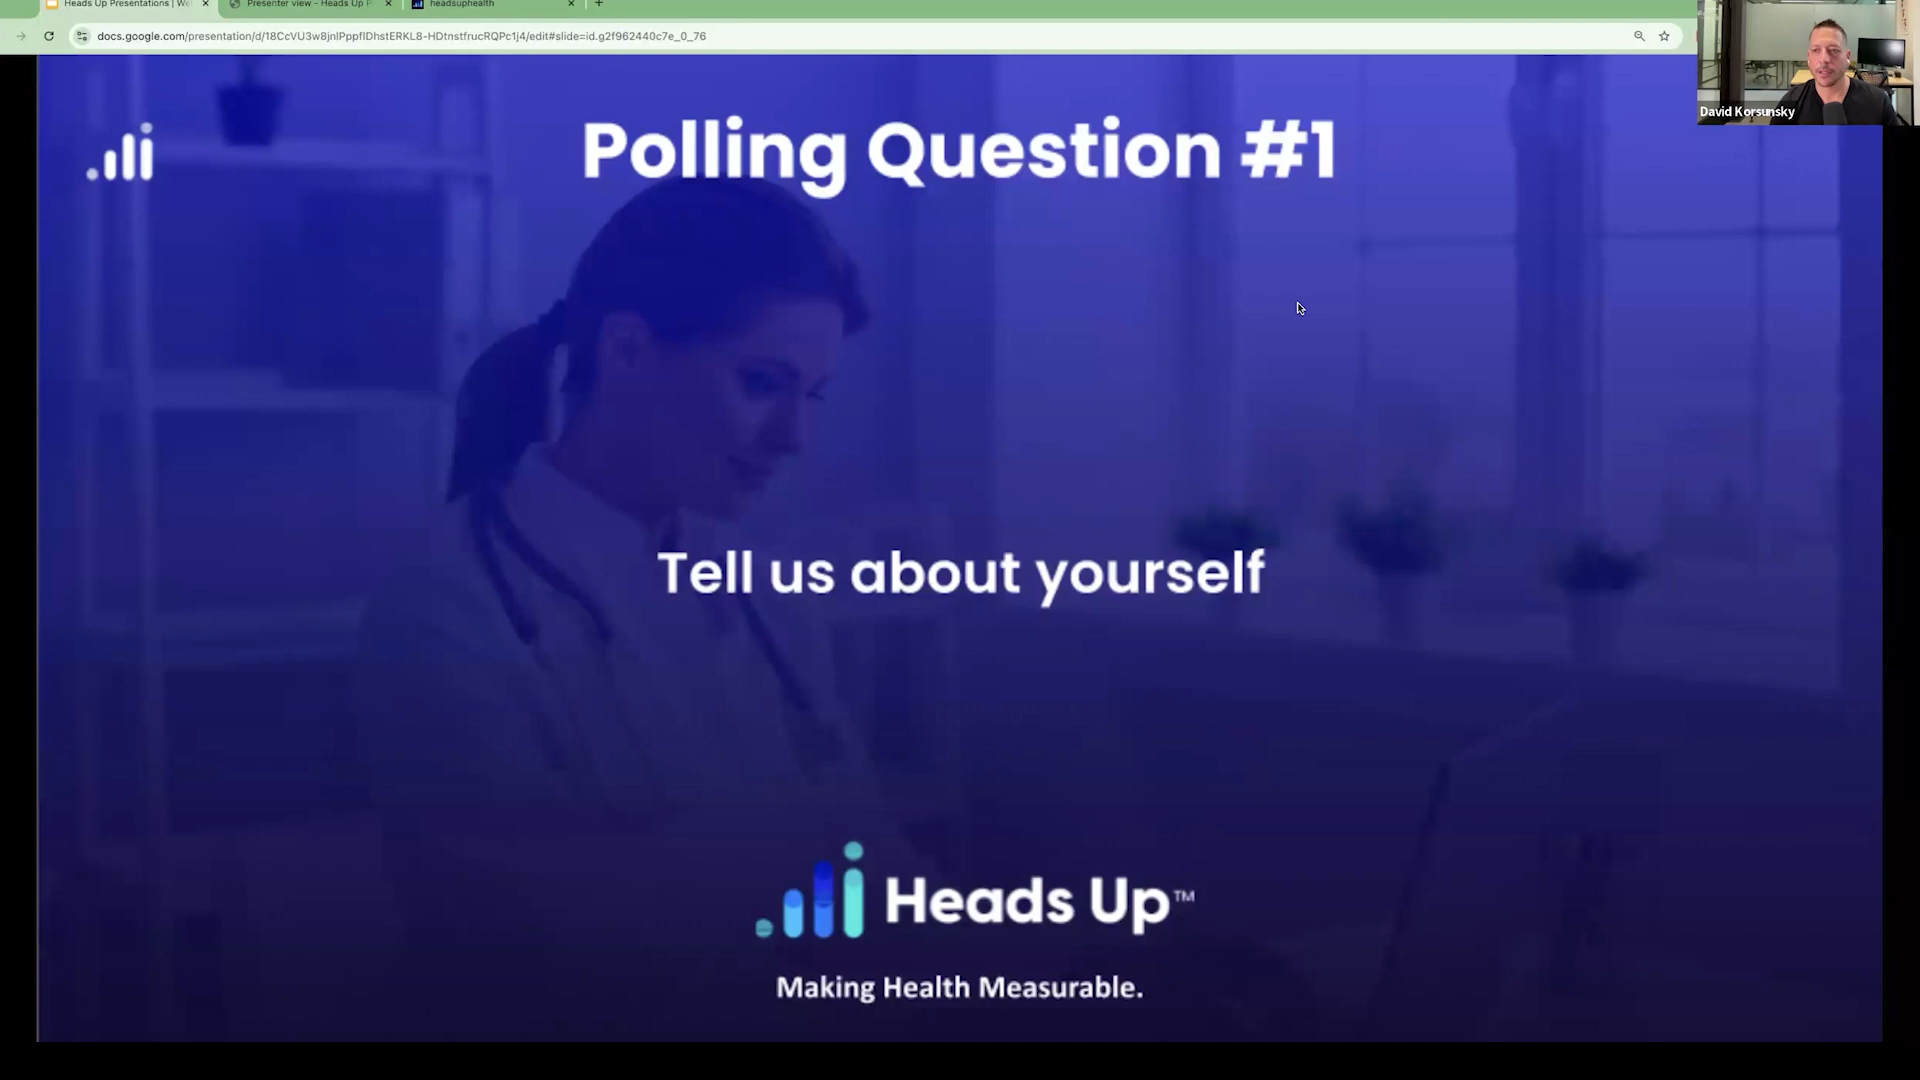 Heads Up Presentations | We
Presenter view - Heads Up P
headsuphealth
docs.google.com/presentation/d/18CcVU3w8jnlPppflDhstERKL8-HDtnstfrucRQPc1j4/edit#slide=id.g2f962440c7e_0_76
David Korsunsky
Polling Question #1
Tell us about yourself
Heads Up™
Making Health Measurable.